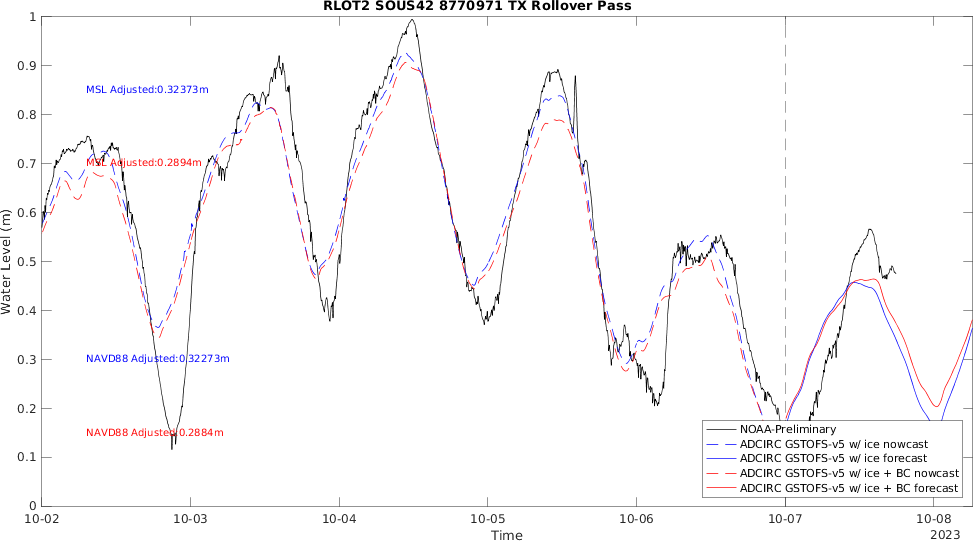 RLOT2 SOUS42 8770971 TX Rollover Pass
1
0.9
0.8
0.7
0.6
0.5
0.4
0.3
0.2
0.1
0
Water Level (m)
MSL Adjusted:0.32373m
MSL Adjusted:0.2894m
NAVD88 Adjusted:0.32273m
NAVD88 Adjusted:0.2884m
NOAA-Preliminary
ADCIRC GSTOFS-v5 w/ ice nowcast
ADCIRC GSTOFS-v5 w/ ice forecast
ADCIRC GSTOFS-v5 w/ ice + BC nowcast
ADCIRC GSTOFS-v5 w/ ice + BC forecast
10-02 10-03 10-04 10-05 10-06 10-07 10-08
Time
2023